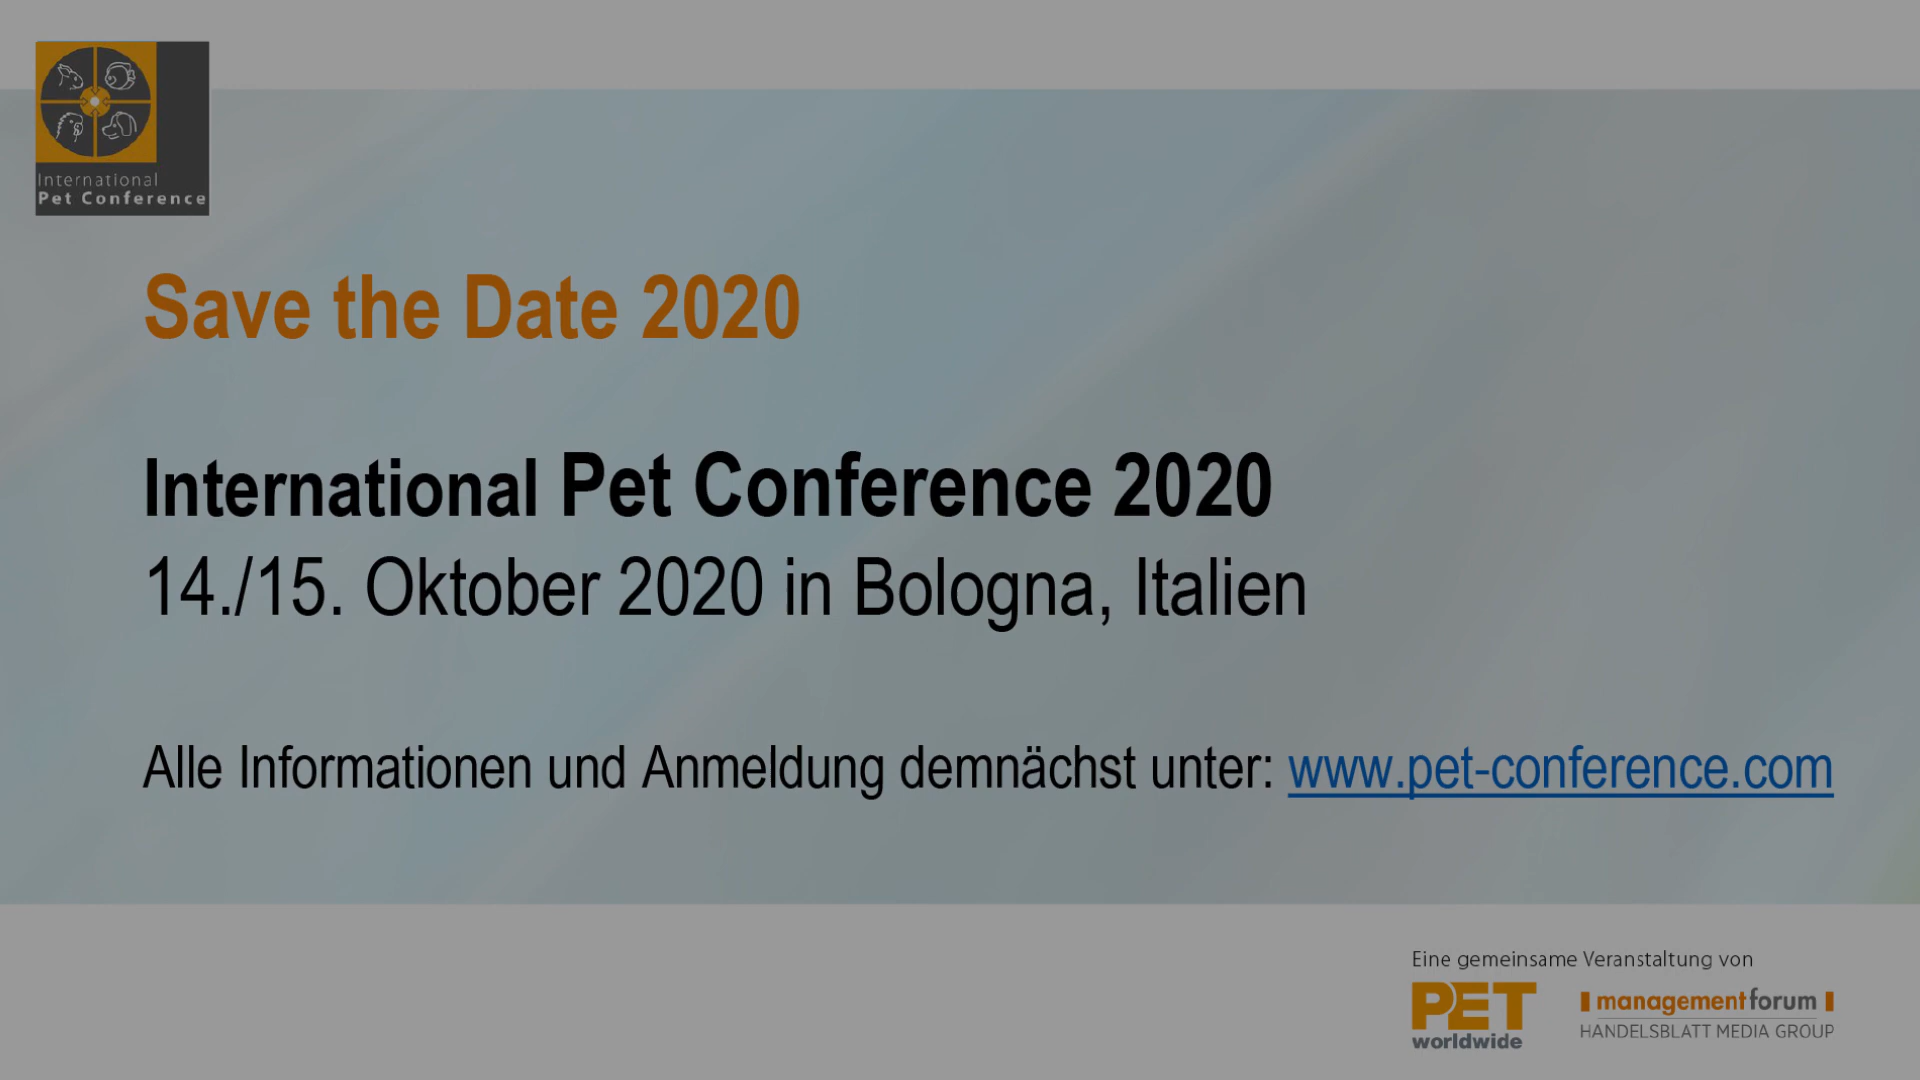 International
Pet Conference
Save the Date 2020
International Pet Conference 2020
14./15. Oktober 2020 in Bologna, Italien
Alle Informationen und Anmeldung demnächst unter: www.pet-conference.com
Eine gemeinsame Veranstaltung von
PET
worldwide
managementforum
HANDELSBLATT MEDIA GROUP